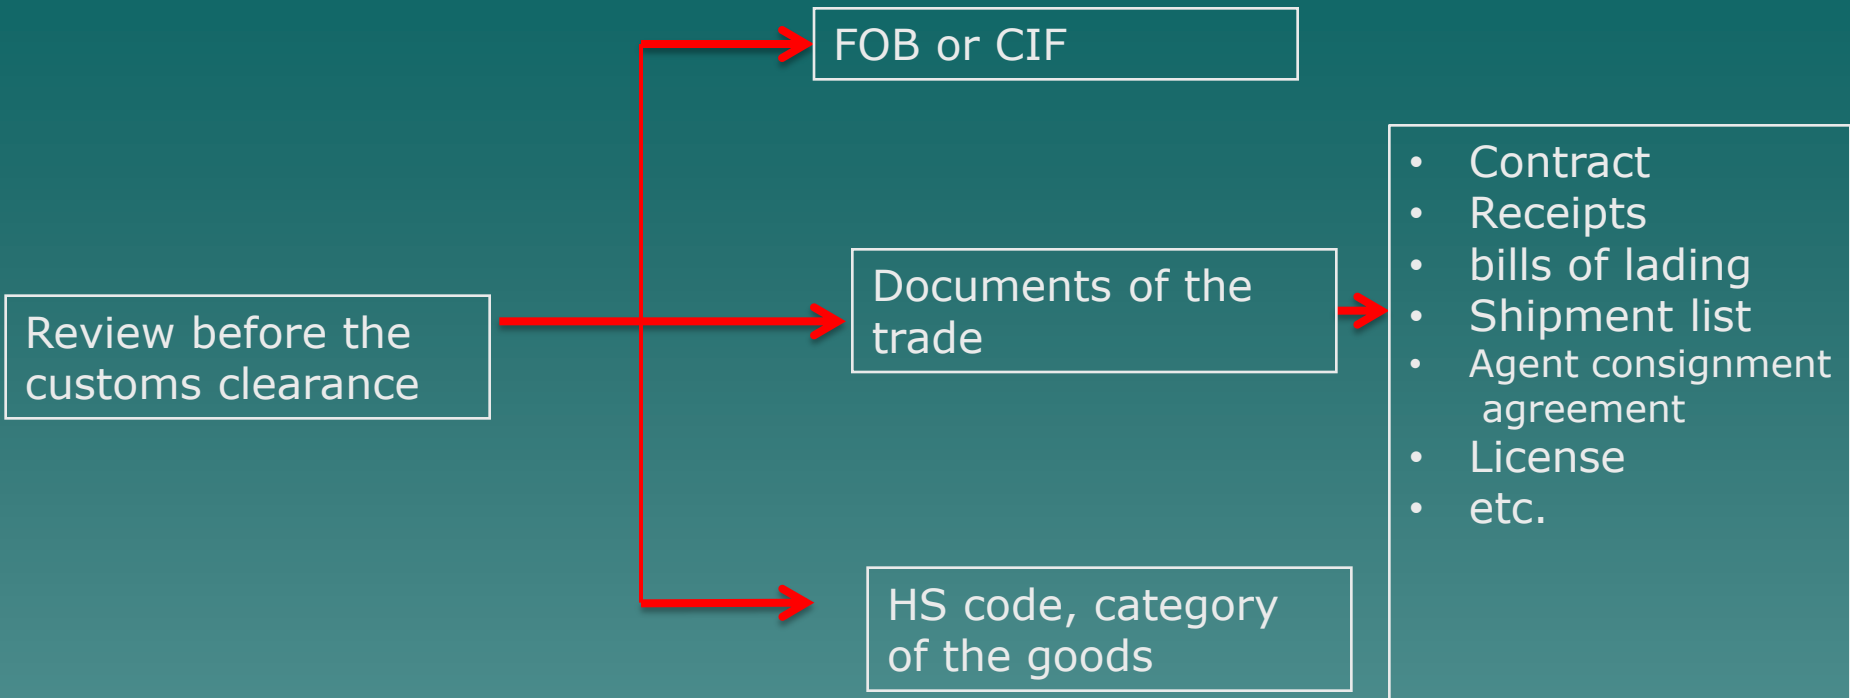 FOB or CIF
Review before the
customs clearance
Documents of the
trade
HS code, category
of the goods
• Contract
• Receipts
• bills of lading
• Shipment list
• Agent consignment
agreement
• License
• etc.